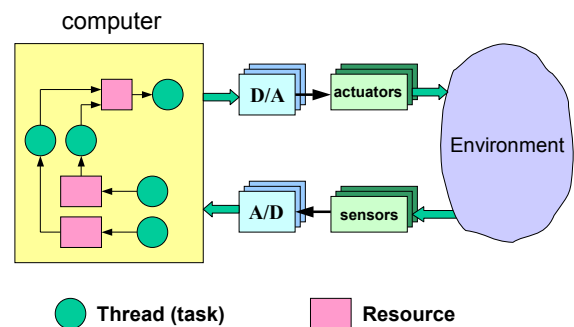 computer
D/A
actuators
Environment
A/D
sensors
Thread (task)
Resource